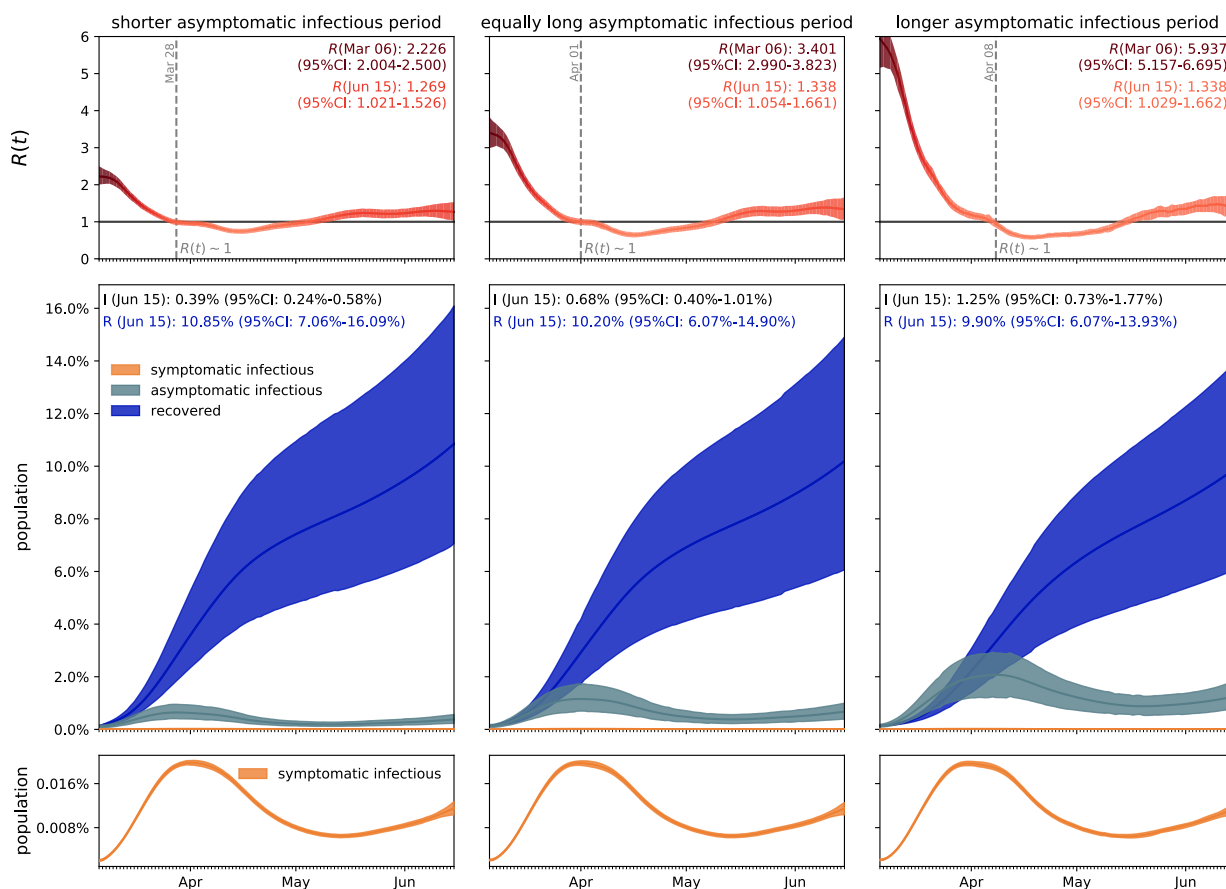 shorter asymptomatic infectious period
equally long asymptomatic infectious period
longer asymptomatic infectious period
R(t)
6
5
4
3
2
1
0
Mar 28
R(Mar 06): 2.226
(95%CI: 2.004-2.500)
R(Jun 15): 1.269
(95%CI: 1.021-1.526)
R(t) ~ 1
Apr 01
R(Mar 06): 3.401
(95%CI: 2.990-3.823)
R(Jun 15): 1.338
(95%CI: 1.054-1.661)
R(t) ~ 1
Apr 08
R(Mar 06): 5.937
(95%CI: 5.157-6.695)
R(Jun 15): 1.338
(95%CI: 1.029-1.662)
R(t) ~ 1
population
16.0%
14.0%
12.0%
10.0%
8.0%
6.0%
4.0%
2.0%
0.0%
I (Jun 15): 0.39% (95%CI: 0.24%-0.58%)
R (Jun 15): 10.85% (95%CI: 7.06%-16.09%)
symptomatic infectious
asymptomatic infectious
recovered
I (Jun 15): 0.68% (95%CI: 0.40%-1.01%)
R (Jun 15): 10.20% (95%CI: 6.07%-14.90%)
I (Jun 15): 1.25% (95%CI: 0.73%-1.77%)
R (Jun 15): 9.90% (95%CI: 6.07%-13.93%)
population
0.016%
0.008%
symptomatic infectious
Apr
May
Jun
Apr
May
Jun
Apr
May
Jun